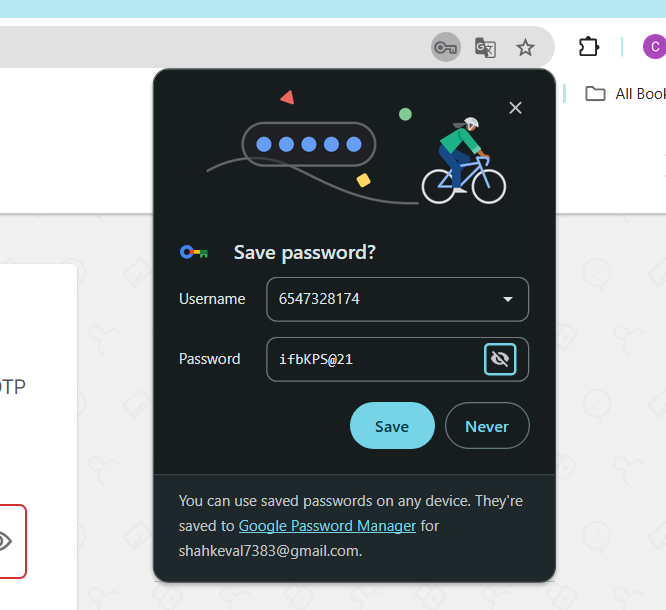 C
All Book
Save password?
Username 6547328174
Password ifbKPS@21
OTP
Save Never
You can use saved passwords on any device. They're
saved to Google Password Manager for
shahkeval7383@gmail.com.